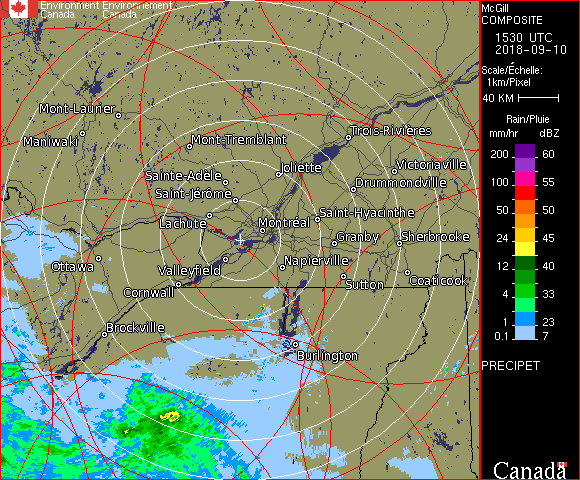 Environment Environnement
Canada Canada
McGill
COMPOSITE
1530 UTC
2018-09-10
Scale/Échelle:
1km/Pixel
40 KM
Rain/Pluie
mm/hr dBZ
200 60
100 55
50 50
24 45
12 40
4 33
1 23
0.1 7
PRECIPET
Canada
Mont-Laurier
Maniwaki
Mont-Tremblant
Trois-Rivières
Joliette
Victoriaville
Sainte-Adèle
Drummondville
Saint-Jérôme
Lachute
Montréal
Saint-Hyacinthe
Granby
Sherbrooke
Ottawa
Valleyfield
Napierville
Cornwall
Sutton
Coaticook
Brockville
Burlington